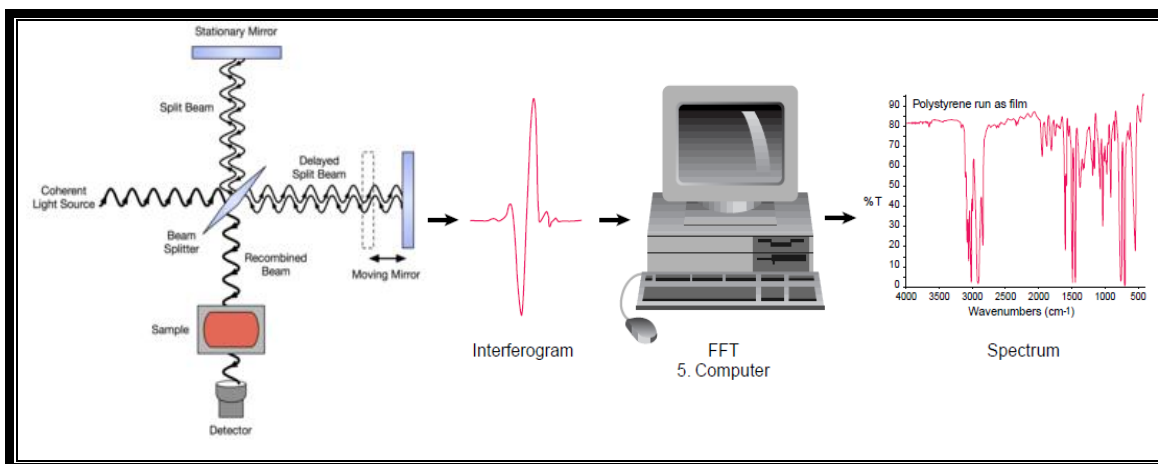 Stationary Mirror
Split Beam
Coherent
Light Source
Delayed
Split Beam
Beam
Splitter
Recombined
Beam
Moving Mirror
Sample
Detector
Interferogram
FFT
5. Computer
Polystyrene run as film
90
80
70
60
%T
50
40
30
20
10
0
4000 3500 3000 2500 2000 1500 1000 500
Wavenumbers (cm-1)
Spectrum